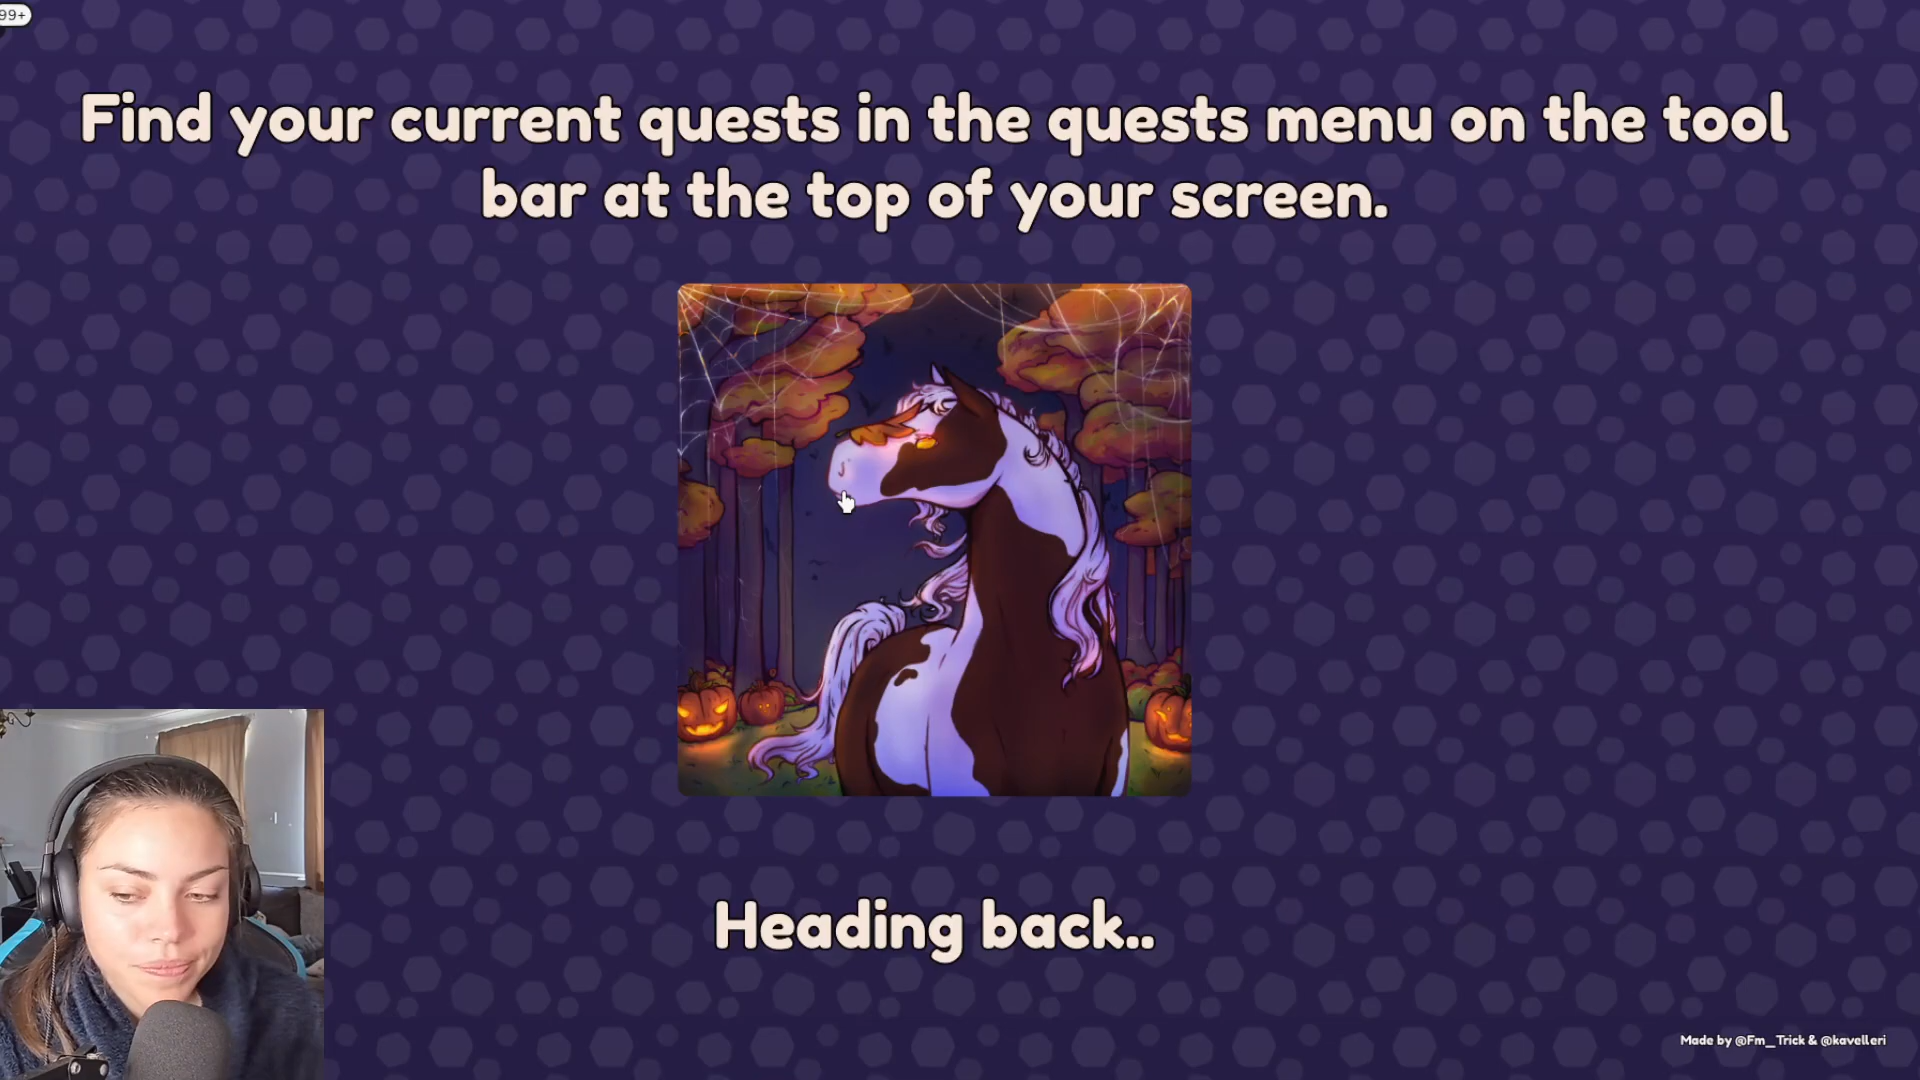 99+
Find your current quests in the quests menu on the tool
bar at the top of your screen.
Heading back..
Made by @Fm_Trick & @kavelleri